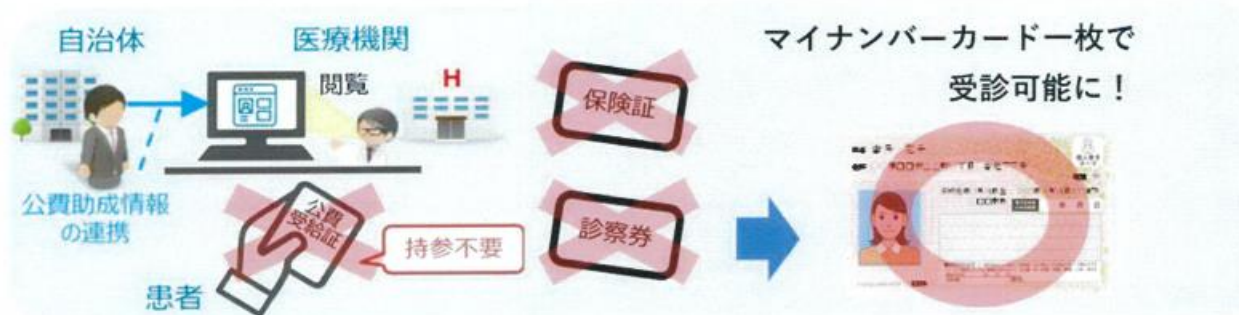 自治体
医療機関
閲覧
H
公費助成情報
の連携
公費
受給証
持参不要
患者
保険証
診察券
マイナンバーカード一枚で
受診可能に！